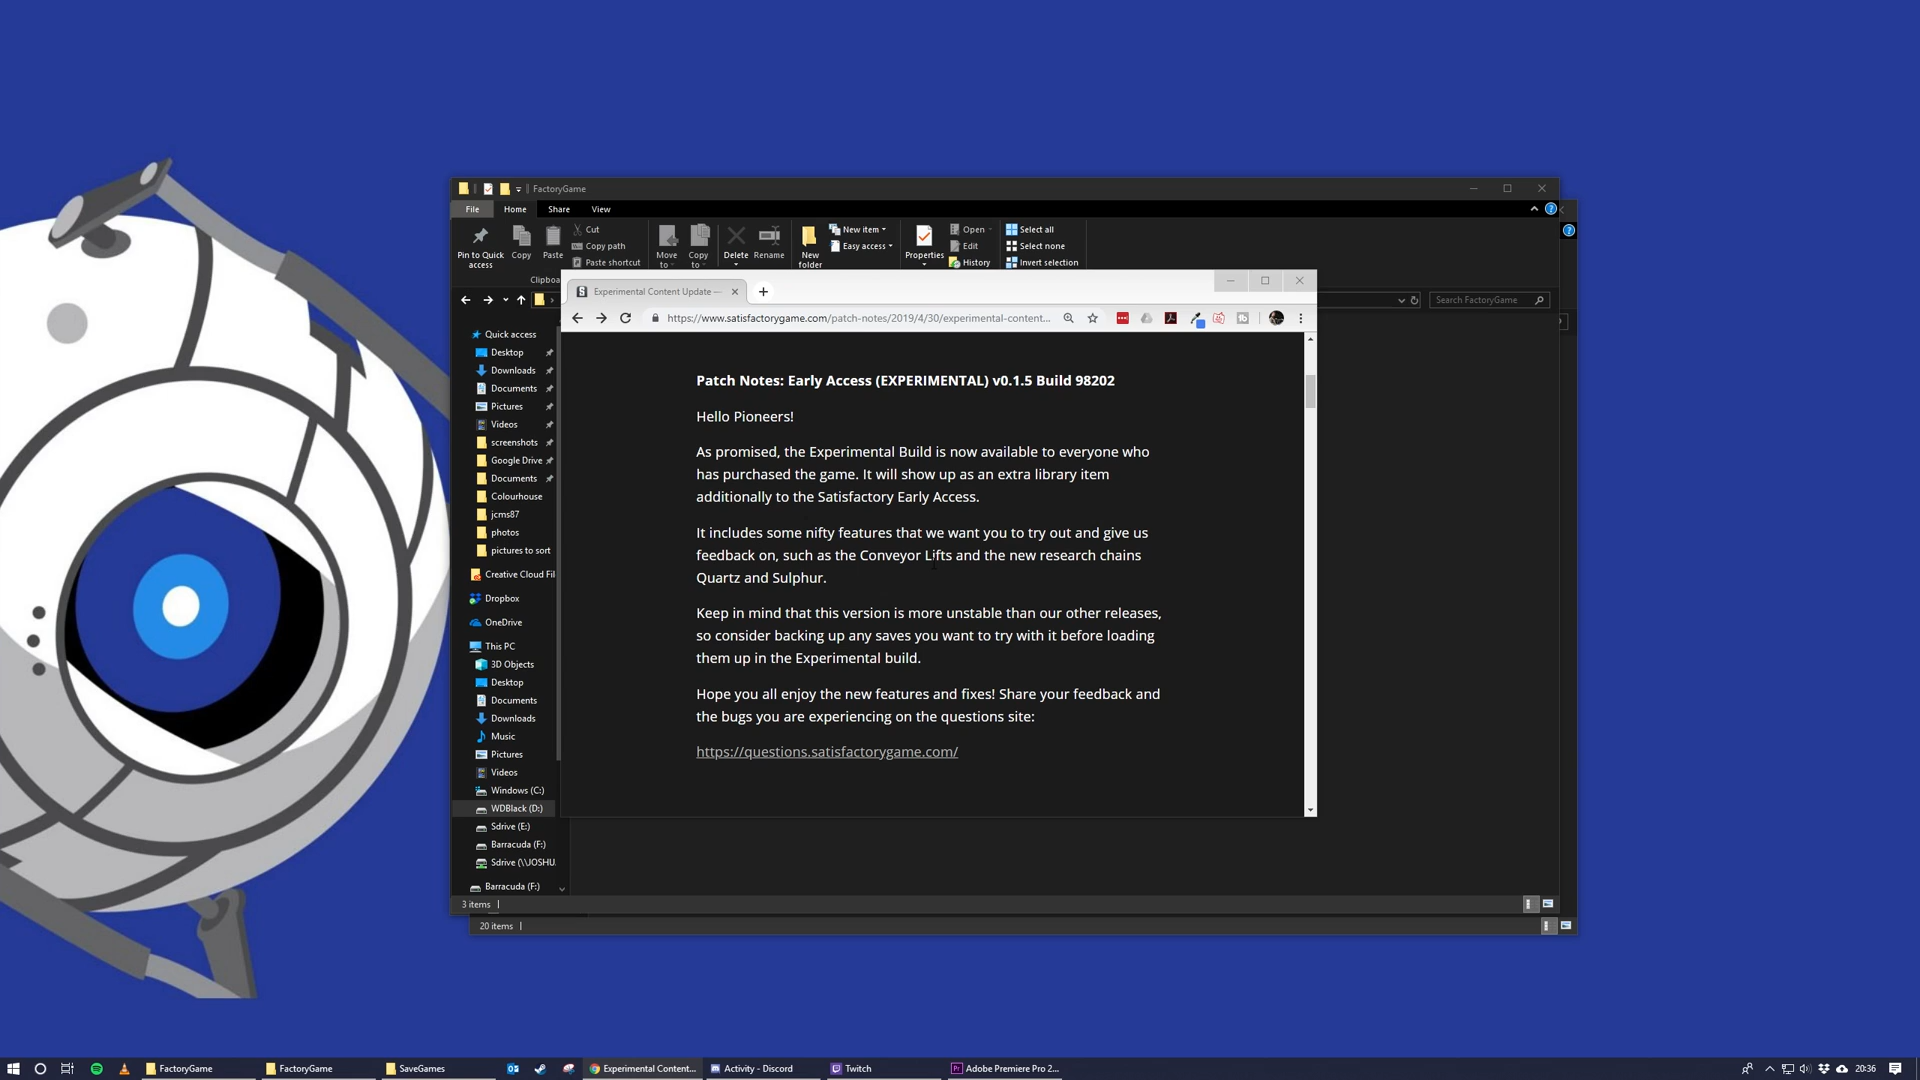 FactoryGame
File Home Share View
Pin to Quick access
Copy
Paste
Cut
Copy path
Paste shortcut
Move to
Copy to
Delete
Rename
New folder
New item
Easy access
Properties
Open
Edit
History
Select all
Select none
Invert selection
Clipboa
Search FactoryGame
Experimental Content Update —
https://www.satisfactorygame.com/patch-notes/2019/4/30/experimental-content...
Quick access
Desktop
Downloads
Documents
Pictures
Videos
screenshots
Google Drive
Documents
Colourhouse
jcms87
photos
pictures to sort
Creative Cloud Fil
Dropbox
OneDrive
This PC
3D Objects
Desktop
Documents
Downloads
Music
Pictures
Videos
Windows (C:)
WDBlack (D:)
Sdrive (E:)
Barracuda (F:)
Sdrive (\\JOSHU.
Barracuda (F:)
3 items
20 items
Patch Notes: Early Access (EXPERIMENTAL) v0.1.5 Build 98202
Hello Pioneers!
As promised, the Experimental Build is now available to everyone who
has purchased the game. It will show up as an extra library item
additionally to the Satisfactory Early Access.
It includes some nifty features that we want you to try out and give us
feedback on, such as the Conveyor Lifts and the new research chains
Quartz and Sulphur.
Keep in mind that this version is more unstable than our other releases,
so consider backing up any saves you want to try with it before loading
them up in the Experimental build.
Hope you all enjoy the new features and fixes! Share your feedback and
the bugs you are experiencing on the questions site:
https://questions.satisfactorygame.com/
FactoryGame
FactoryGame
SaveGames
Experimental Content...
Activity - Discord
Twitch
Adobe Premiere Pro 2...
20:36